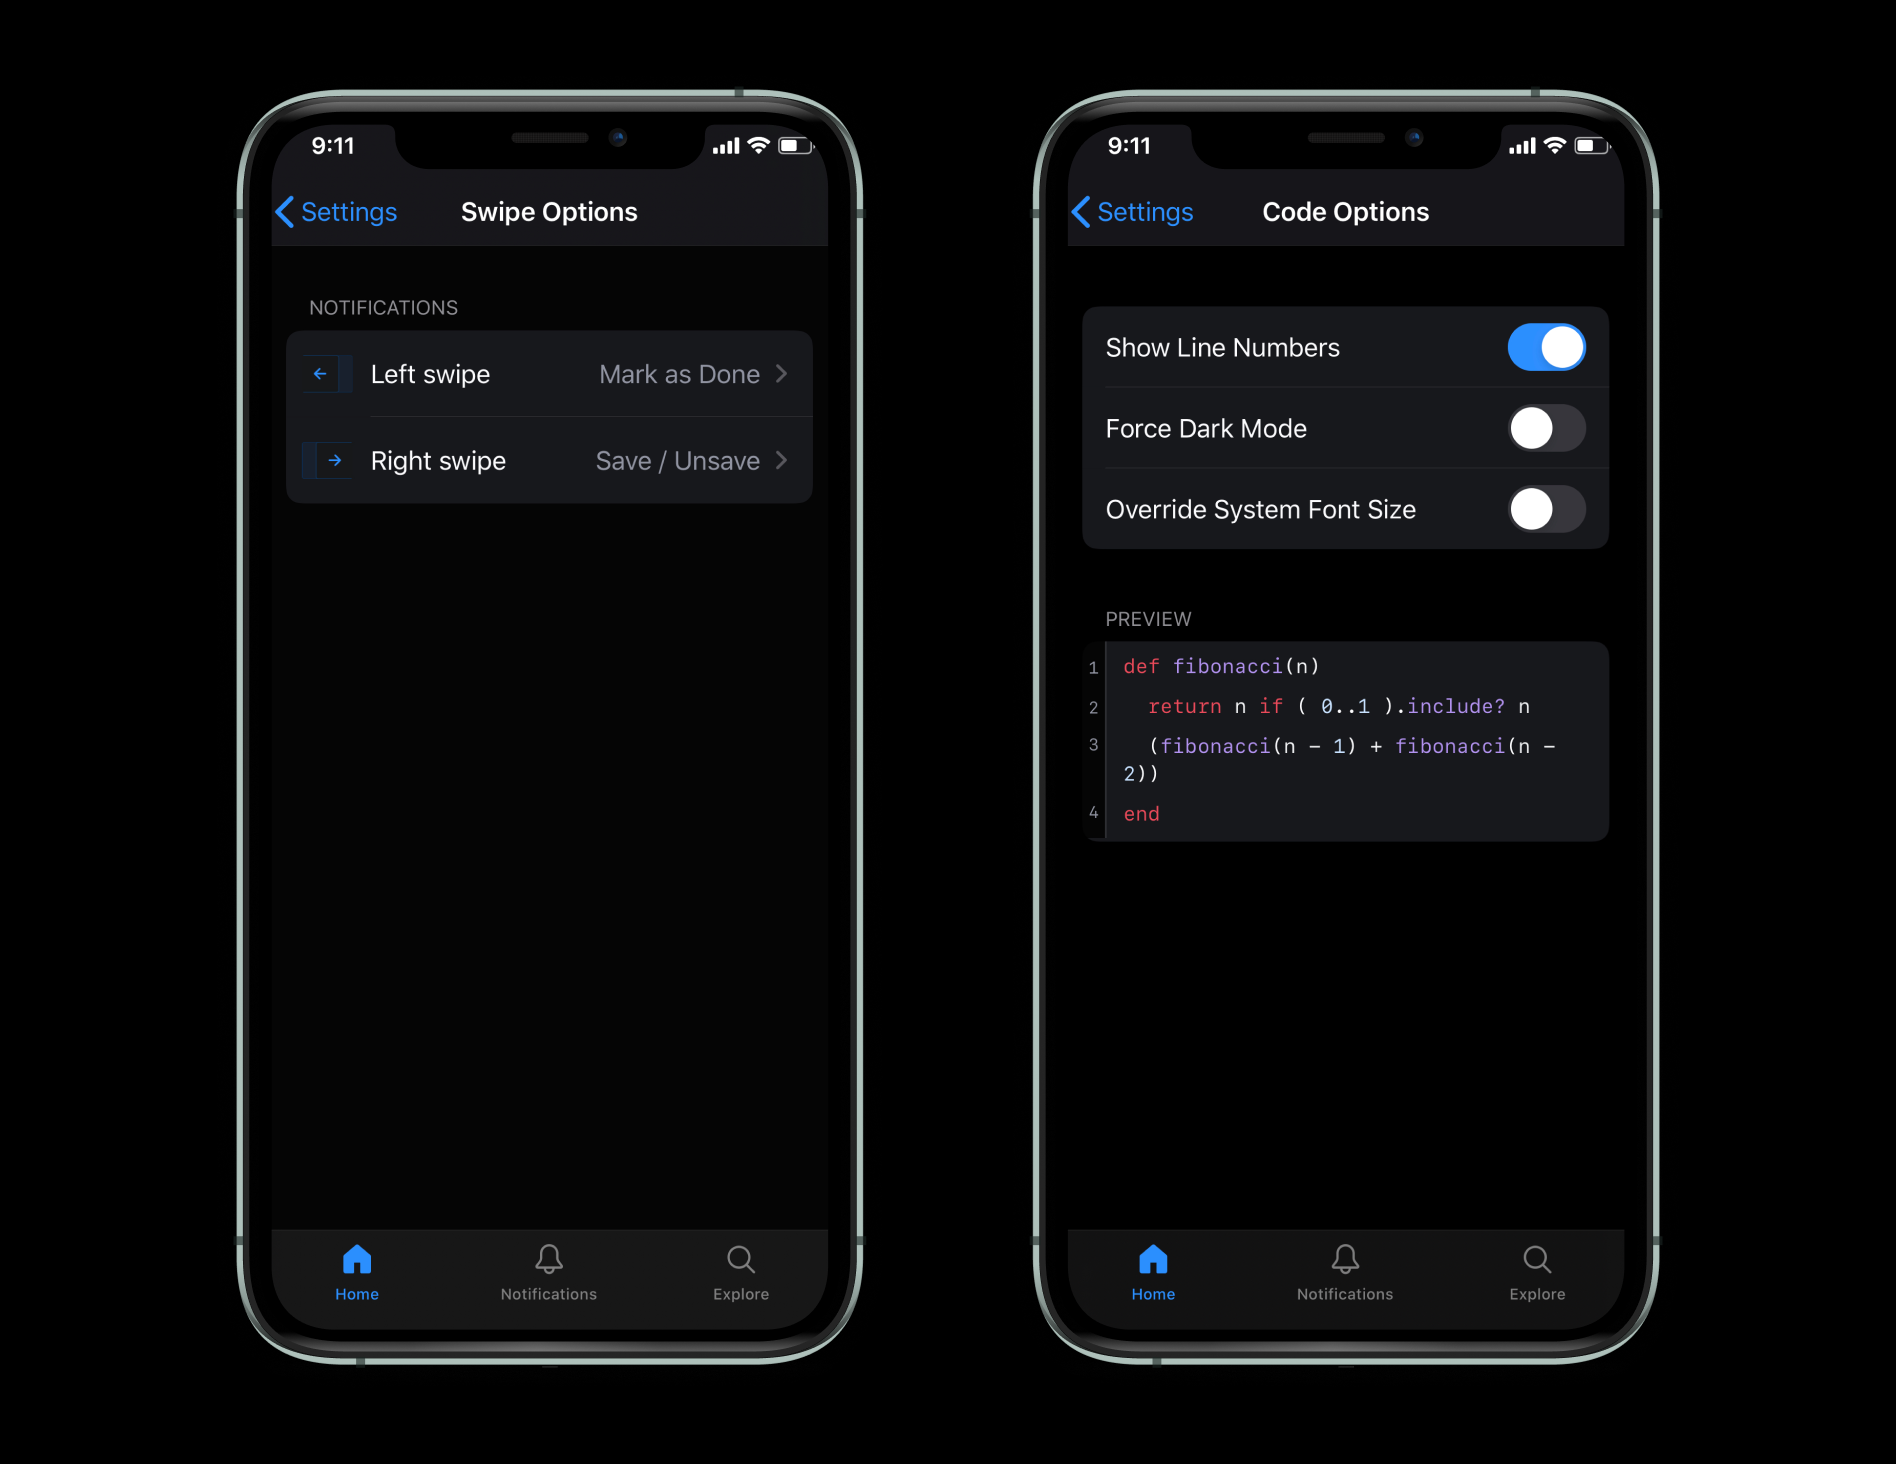 9:11
Settings
Swipe Options
NOTIFICATIONS
Left swipe Mark as Done
Right swipe Save / Unsave
Home Notifications Explore
9:11
Settings
Code Options
Show Line Numbers
Force Dark Mode
Override System Font Size
PREVIEW
1 def fibonacci(n)
2   return n if ( 0..1 ).include? n
3   (fibonacci(n - 1) + fibonacci(n -
2))
4 end
Home Notifications Explore